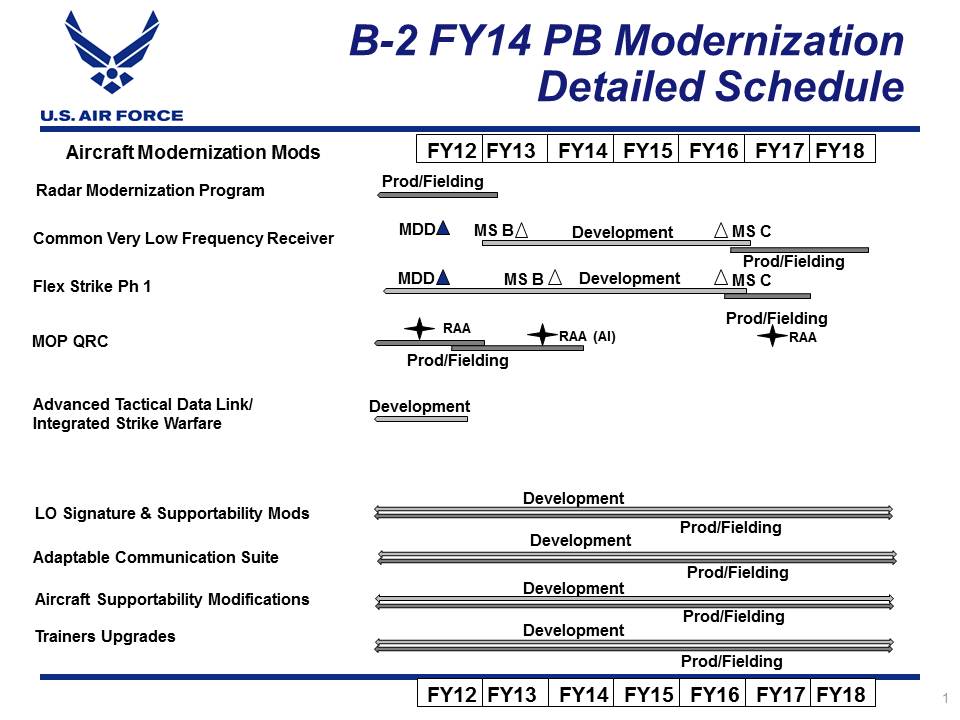 B-2 FY14 PB Modernization
Detailed Schedule
U.S. AIR FORCE
Aircraft Modernization Mods
FY12 FY13 FY14 FY15 FY16 FY17 FY18
Radar Modernization Program
Prod/Fielding
Common Very Low Frequency Receiver
MDD MS B Development MS C
Prod/Fielding
Flex Strike Ph 1
MDD MS B Development MS C
Prod/Fielding
MOP QRC
RAA RAA (AI) RAA
Prod/Fielding
Advanced Tactical Data Link/
Integrated Strike Warfare
Development
LO Signature & Supportability Mods
Development
Prod/Fielding
Adaptable Communication Suite
Development
Prod/Fielding
Aircraft Supportability Modifications
Development
Prod/Fielding
Trainers Upgrades
Development
Prod/Fielding
FY12 FY13 FY14 FY15 FY16 FY17 FY18
1